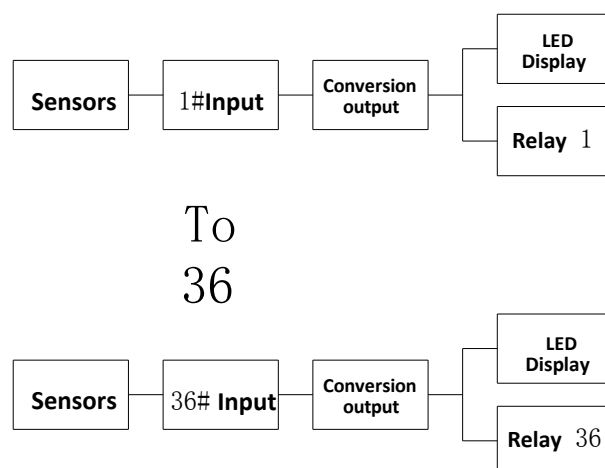 LED
Display
Sensors
1#Input
Conversion
output
Relay 1
To
36
LED
Display
Sensors
36# Input
Conversion
output
Relay 36